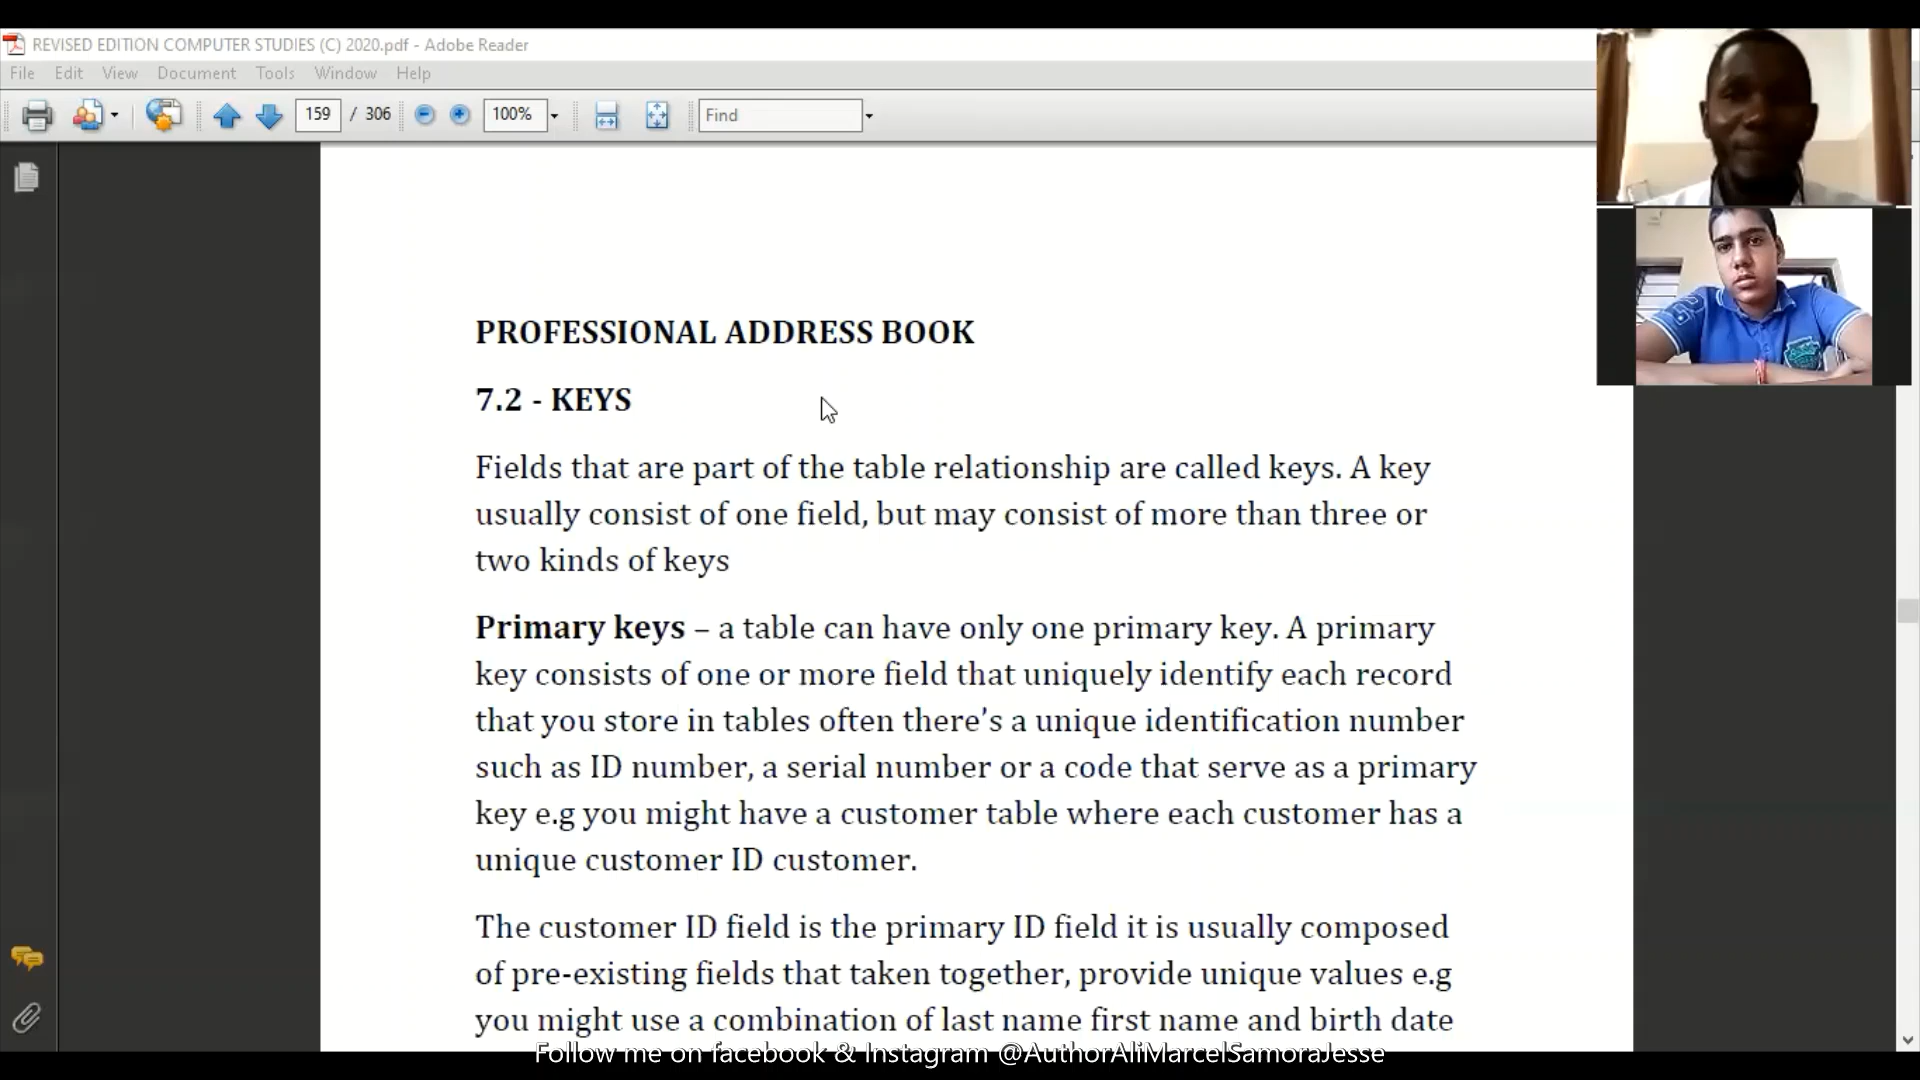 REVISED EDITION COMPUTER STUDIES (C) 2020.pdf - Adobe Reader
File Edit View Document Tools Window Help
159 / 306 100% Find
PROFESSIONAL ADDRESS BOOK
7.2 - KEYS
Fields that are part of the table relationship are called keys. A key
usually consist of one field, but may consist of more than three or
two kinds of keys
Primary keys – a table can have only one primary key. A primary
key consists of one or more field that uniquely identify each record
that you store in tables often there’s a unique identification number
such as ID number, a serial number or a code that serve as a primary
key e.g you might have a customer table where each customer has a
unique customer ID customer.
The customer ID field is the primary ID field it is usually composed
of pre-existing fields that taken together, provide unique values e.g
you might use a combination of last name first name and birth date
Follow me on facebook & Instagram @AuthorAliMarcelSamoraJesse